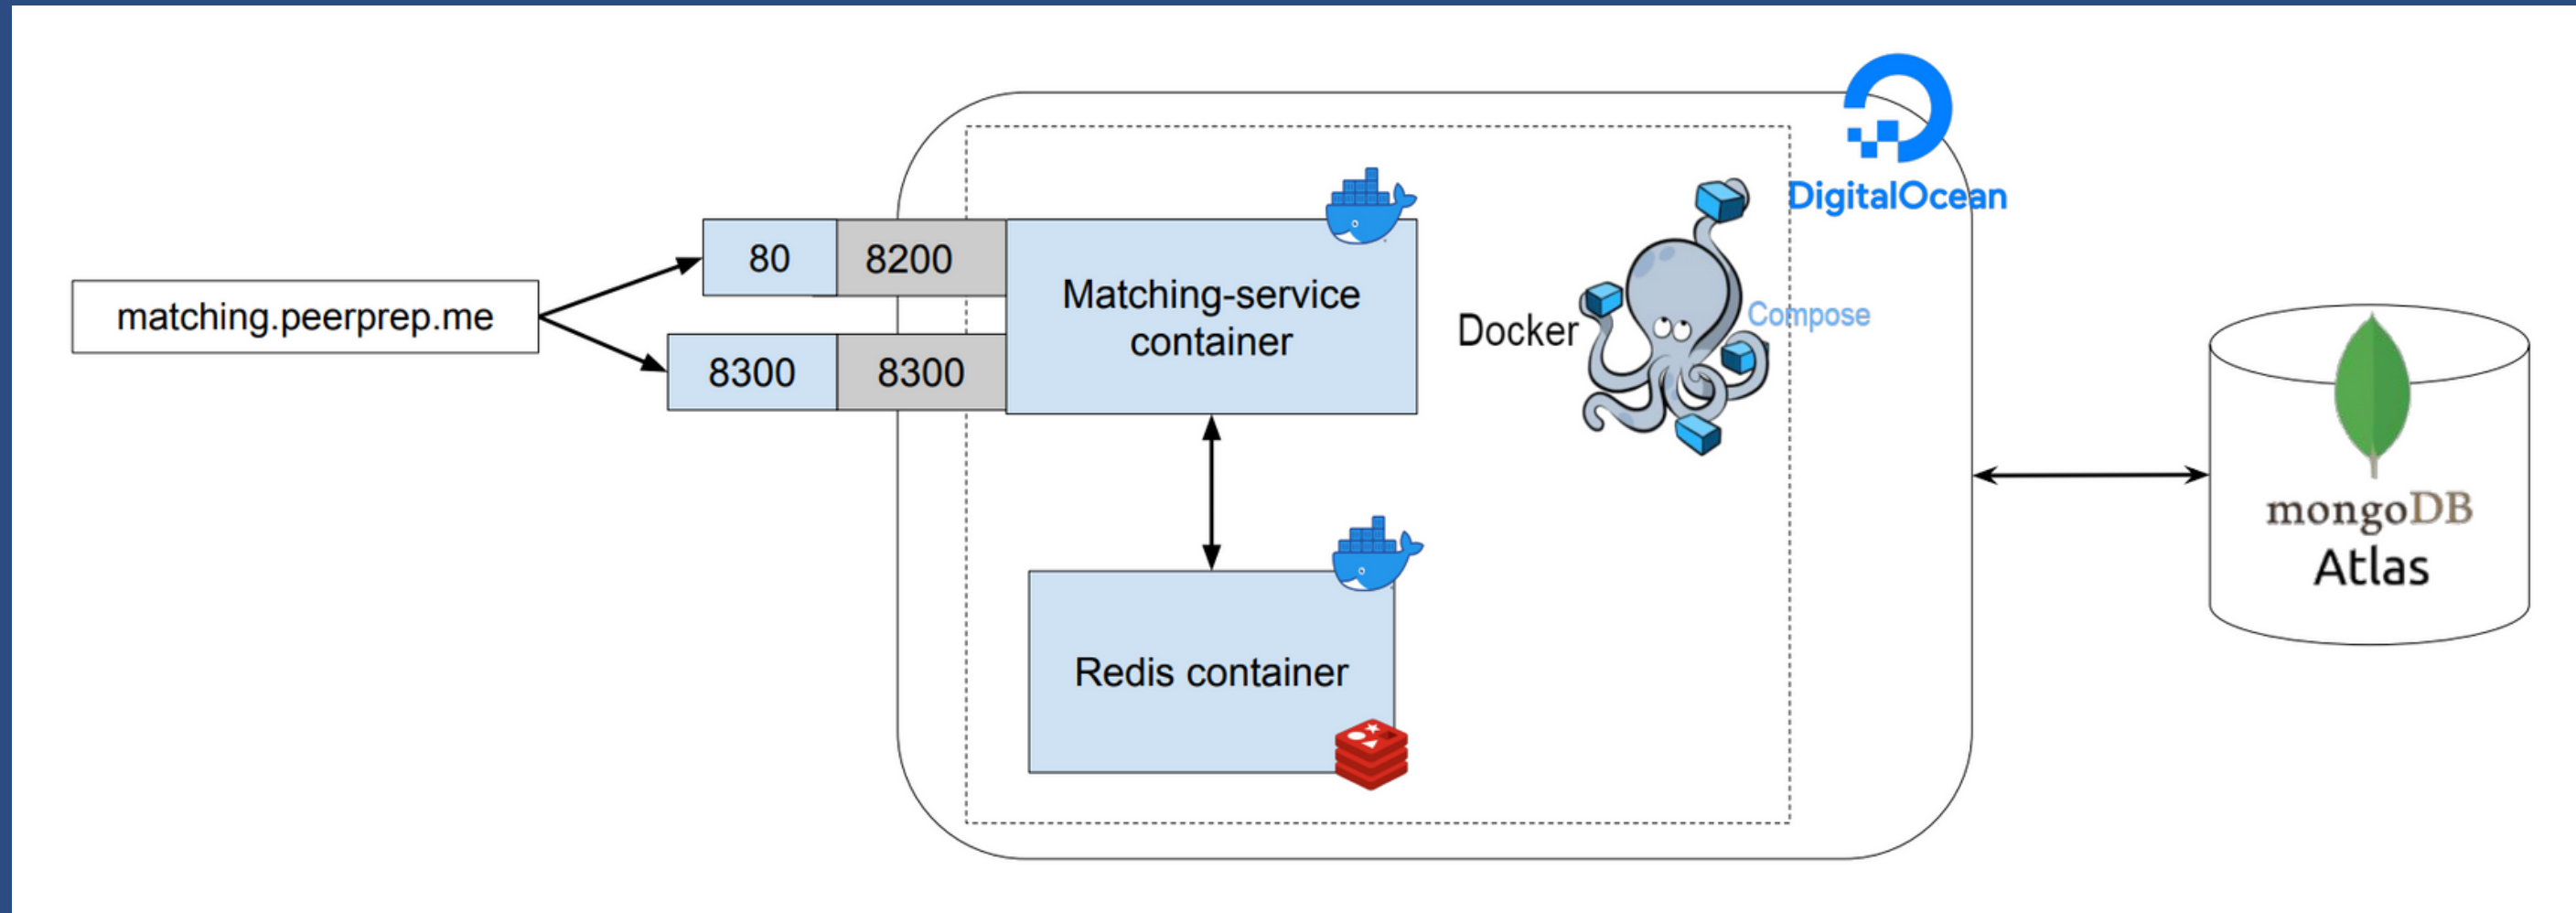 matching.peerprep.me
80
8200
8300
8300
Matching-service
container
Docker
Compose
DigitalOcean
Redis container
mongoDB
Atlas